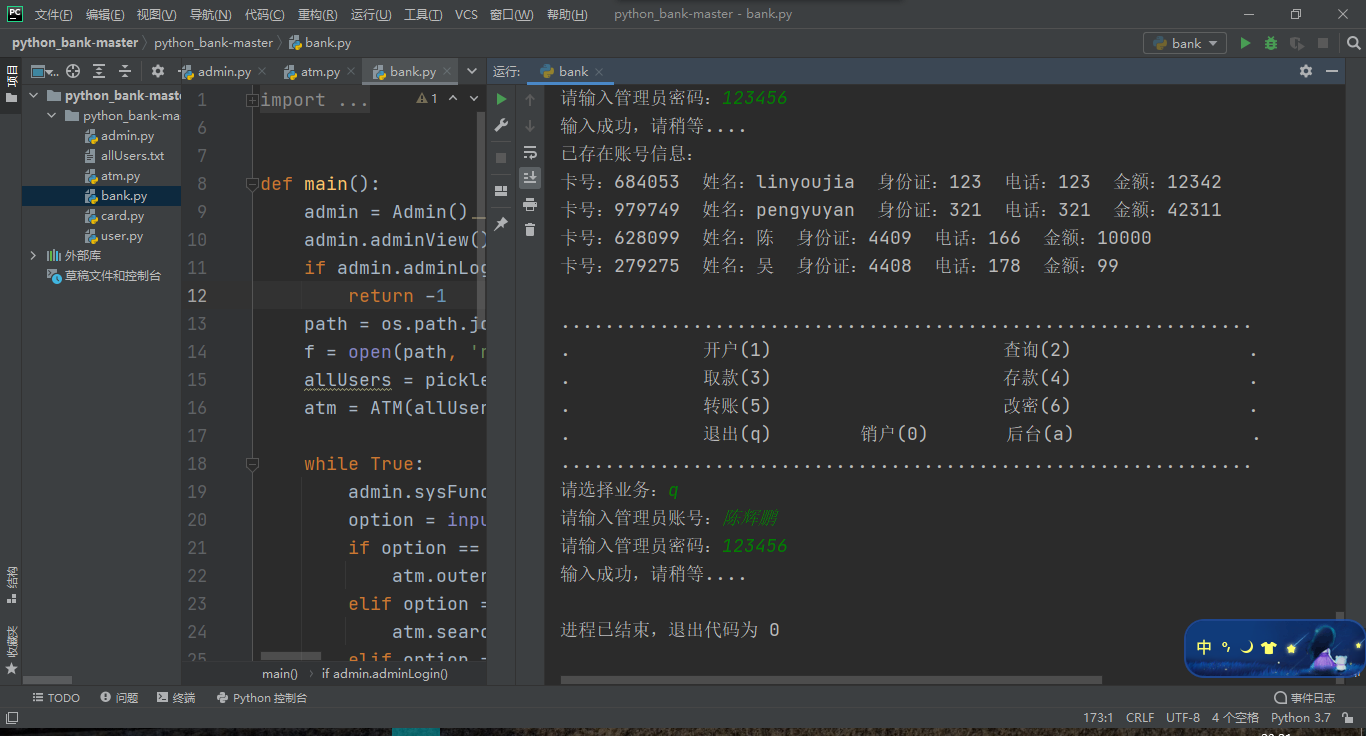 文件(F) 编辑(E) 视图(V) 导航(N) 代码(C) 重构(R) 运行(U) 工具(T) VCS 窗口(W) 帮助(H) python_bank-master - bank.py
python_bank-master python_bank-master bank.py bank
项目
admin.py atm.py bank.py 运行: bank
python_bank-maste
python_bank-ma
admin.py
allUsers.txt
atm.py
bank.py
card.py
user.py
外部库
草稿文件和控制台
1 import ... 1
6
7
8 def main():
9 admin = Admin()
10 admin.adminView()
11 if admin.adminLog
12 return -1
13 path = os.path.jo
14 f = open(path, 'r
15 allUsers = pickle
16 atm = ATM(allUser
17
18 while True:
19 admin.sysFunc
20 option = inpu
21 if option ==
22 atm.outer
23 elif option =
24 atm.searc
25 elif option =
main() if admin.adminLogin()
请输入管理员密码：123456
输入成功，请稍等....
已存在账号信息：
卡号：684053 姓名：linyoujia 身份证：123 电话：123 金额：12342
卡号：979749 姓名：pengyuyan 身份证：321 电话：321 金额：42311
卡号：628099 姓名：陈 身份证：4409 电话：166 金额：10000
卡号：279275 姓名：吴 身份证：4408 电话：178 金额：99
...............................................................
. 开户(1) 查询(2) .
. 取款(3) 存款(4) .
. 转账(5) 改密(6) .
. 退出(q) 销户(0) 后台(a) .
...............................................................
请选择业务：q
请输入管理员账号：陈辉鹏
请输入管理员密码：123456
输入成功，请稍等....
进程已结束，退出代码为 0
结构
收藏夹
中
TODO 问题 终端 Python 控制台 事件日志
173:1 CRLF UTF-8 4 个空格 Python 3.7